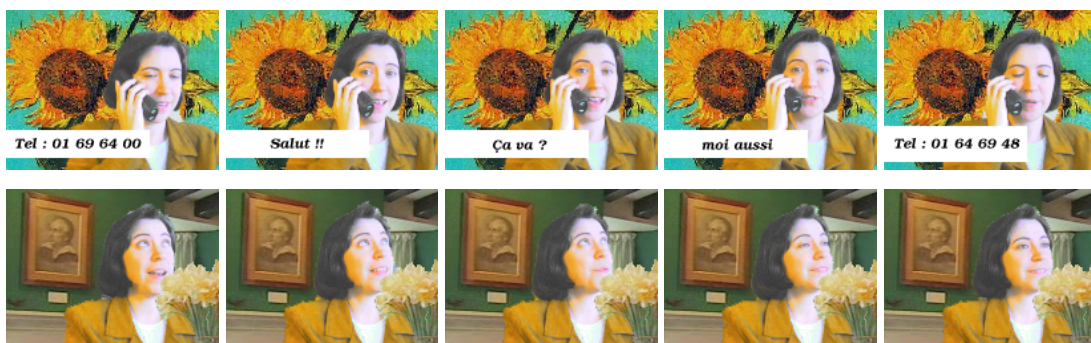 Tel : 01 69 64 00
Salut !!
Ça va ?
moi aussi
Tel : 01 64 69 48